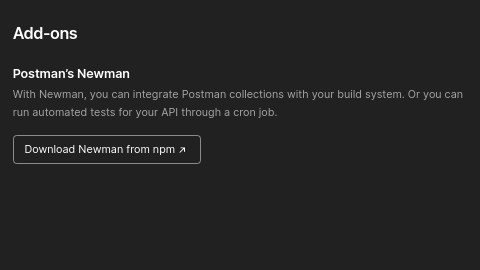 Add-ons
Postman’s Newman
With Newman, you can integrate Postman collections with your build system. Or you can
run automated tests for your API through a cron job.
Download Newman from npm ↗